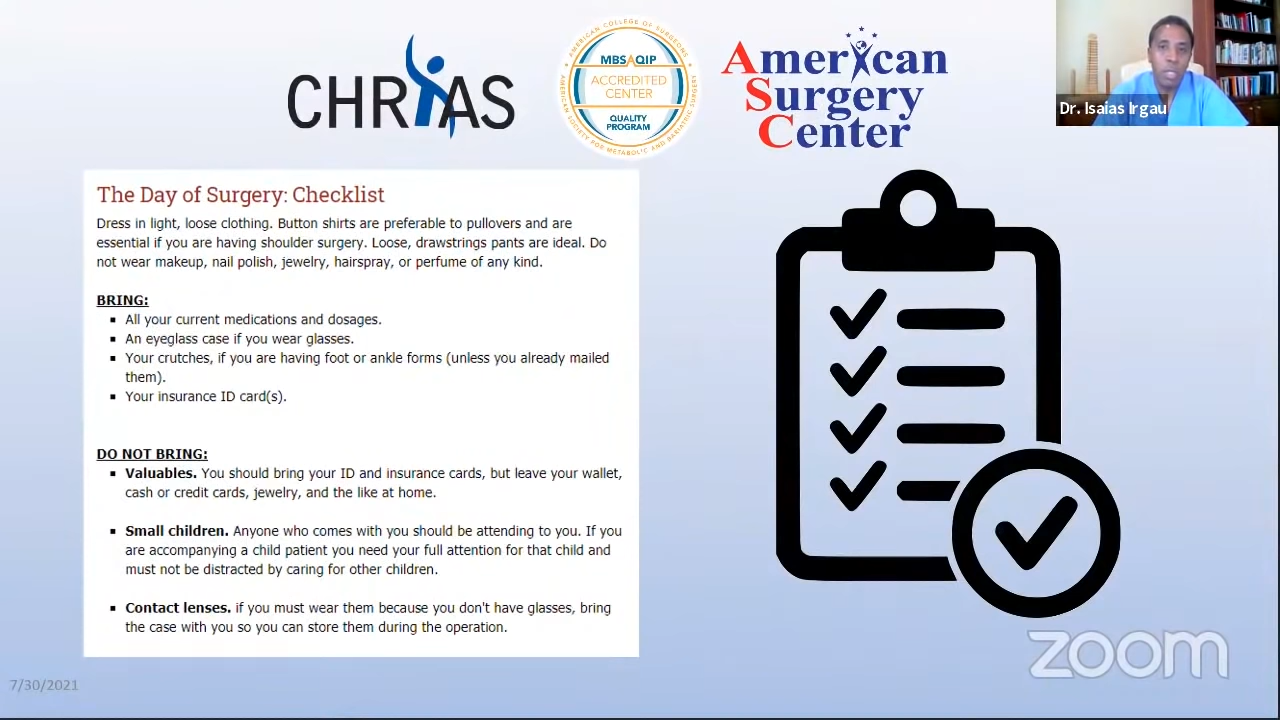 CHRIAS
AMERICAN COLLEGE OF SURGEONS
MBSAQIP
ACCREDITED
CENTER
QUALITY
PROGRAM
AMERICAN SOCIETY FOR METABOLIC AND BARIATRIC SURGERY
American
Surgery
Center
Dr. Isaias Irgau
The Day of Surgery: Checklist
Dress in light, loose clothing. Button shirts are preferable to pullovers and are
essential if you are having shoulder surgery. Loose, drawstrings pants are ideal. Do
not wear makeup, nail polish, jewelry, hairspray, or perfume of any kind.
BRING:
▪ All your current medications and dosages.
▪ An eyeglass case if you wear glasses.
▪ Your crutches, if you are having foot or ankle forms (unless you already mailed
them).
▪ Your insurance ID card(s).
DO NOT BRING:
▪ Valuables. You should bring your ID and insurance cards, but leave your wallet,
cash or credit cards, jewelry, and the like at home.
▪ Small children. Anyone who comes with you should be attending to you. If you
are accompanying a child patient you need your full attention for that child and
must not be distracted by caring for other children.
▪ Contact lenses. if you must wear them because you don't have glasses, bring
the case with you so you can store them during the operation.
zoom
7/30/2021